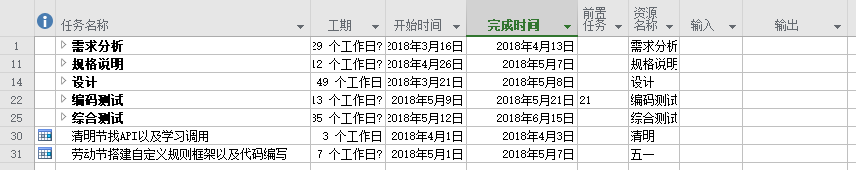 任务名称 工期 开始时间 完成时间 前置任务 资源名称 输入 输出
1 需求分析 29 个工作日? 2018年3月16日 2018年4月13日 需求分析
11 规格说明 12 个工作日? 2018年4月26日 2018年5月7日 规格说明
14 设计 49 个工作日 2018年3月21日 2018年5月8日 设计
22 编码测试 13 个工作日? 2018年5月9日 2018年5月21日 21 编码测试
25 综合测试 35 个工作日? 2018年5月12日 2018年6月15日 综合测试
30 清明节找API以及学习调用 3 个工作日 2018年4月1日 2018年4月3日 清明
31 劳动节搭建自定义规则框架以及代码编写 7 个工作日? 2018年5月1日 2018年5月7日 五一